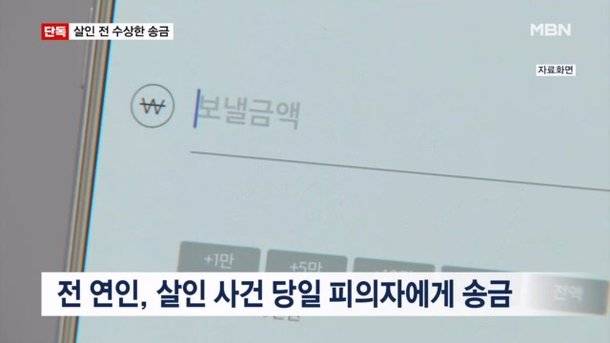 단독 살인 전 수상한 송금
MBN
자료화면
₩ 보낼금액
+1만 +5만 전액
전 연인, 살인 사건 당일 피의자에게 송금